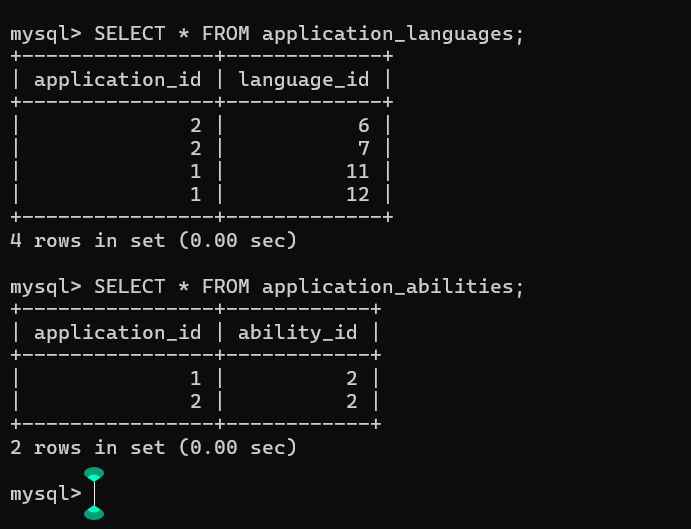 mysql> SELECT * FROM application_languages;
+----------------+-------------+
| application_id | language_id |
+----------------+-------------+
|              2 |           6 |
|              2 |           7 |
|              1 |          11 |
|              1 |          12 |
+----------------+-------------+
4 rows in set (0.00 sec)
mysql> SELECT * FROM application_abilities;
+----------------+------------+
| application_id | ability_id |
+----------------+------------+
|              1 |          2 |
|              2 |          2 |
+----------------+------------+
2 rows in set (0.00 sec)
mysql>